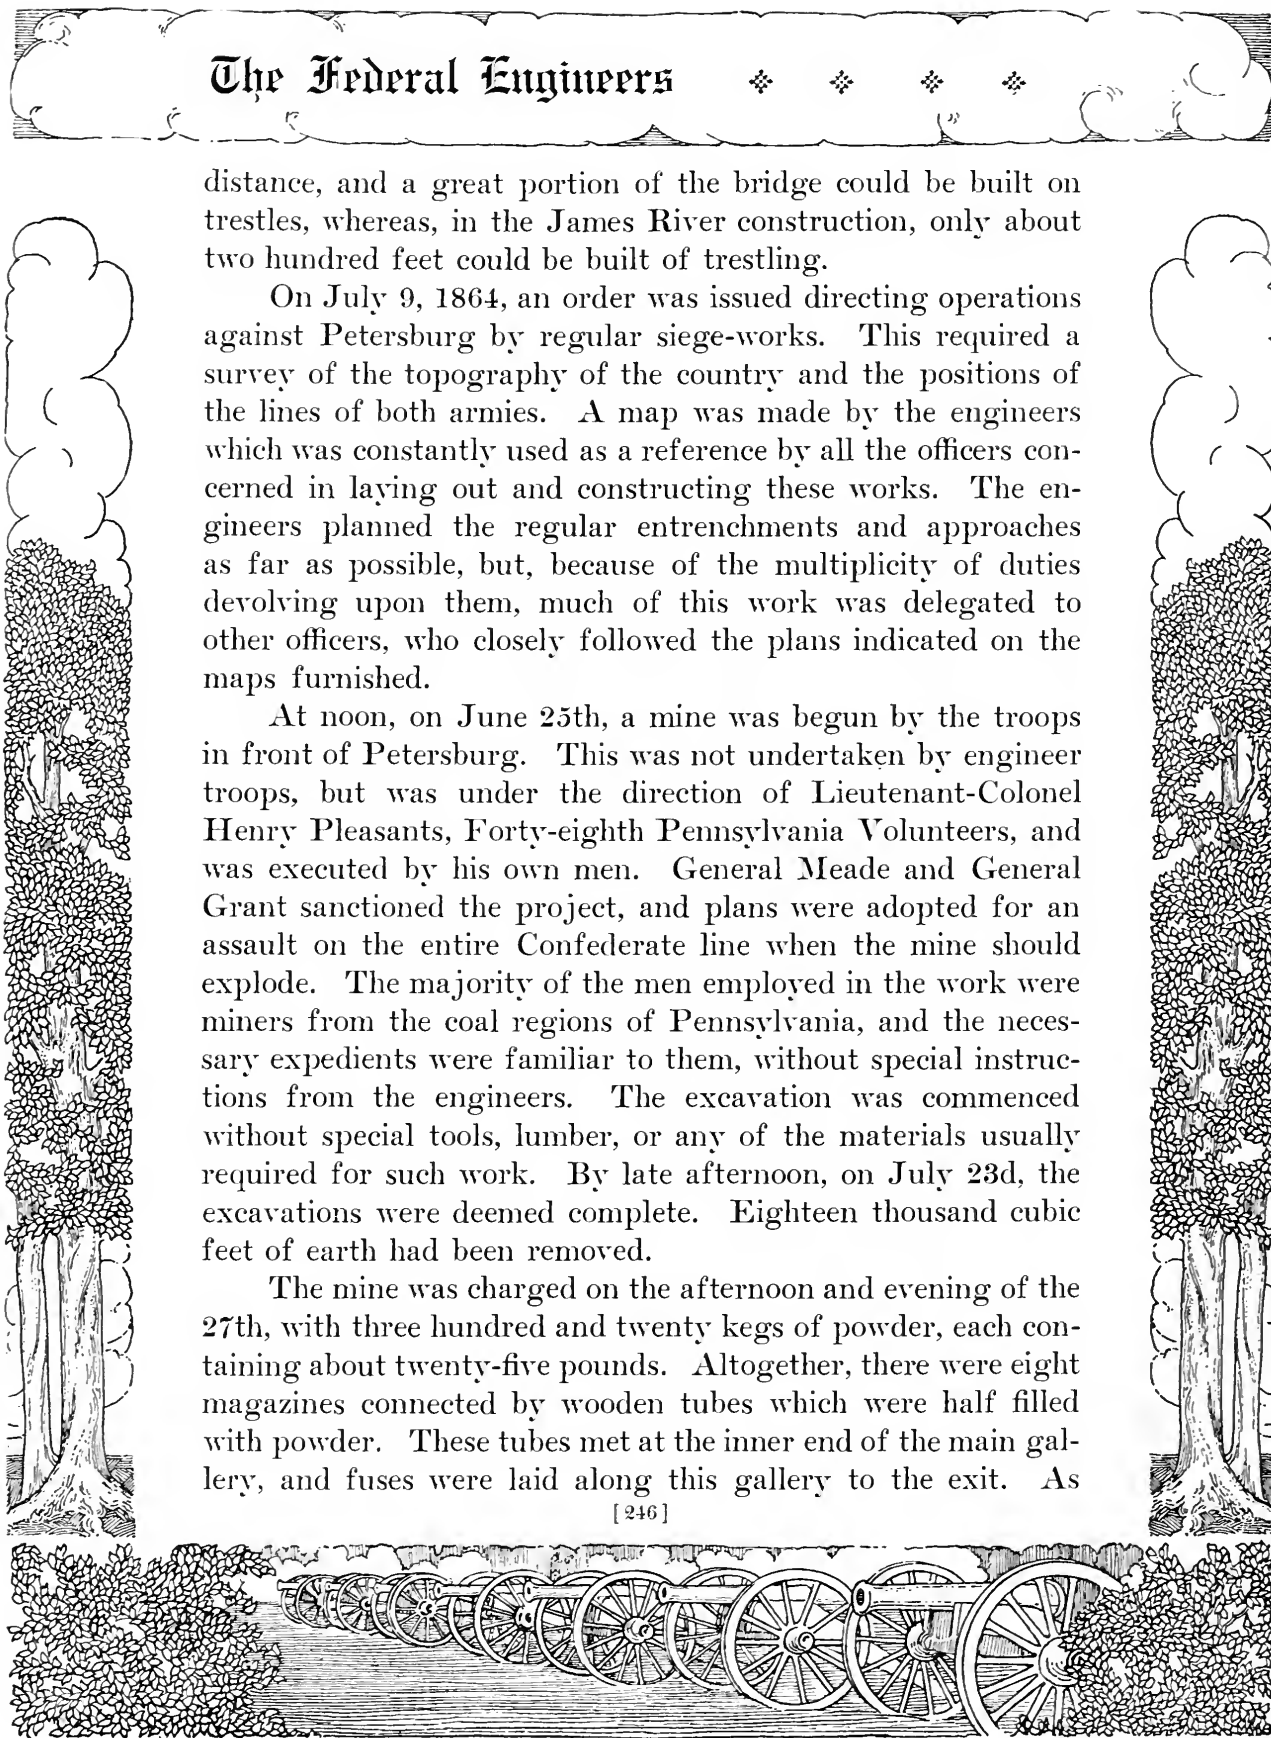 The Federal Engineers
distance, and a great portion of the bridge could be built on
trestles, whereas, in the James River construction, only about
two hundred feet could be built of trestling.
On July 9, 1864, an order was issued directing operations
against Petersburg by regular siege-works. This required a
survey of the topography of the country and the positions of
the lines of both armies. A map was made by the engineers
which was constantly used as a reference by all the officers con-
cerned in laying out and constructing these works. The en-
gineers planned the regular entrenchments and approaches
as far as possible, but, because of the multiplicity of duties
devolving upon them, much of this work was delegated to
other officers, who closely followed the plans indicated on the
maps furnished.
At noon, on June 25th, a mine was begun by the troops
in front of Petersburg. This was not undertaken by engineer
troops, but was under the direction of Lieutenant-Colonel
Henry Pleasants, Forty-eighth Pennsylvania Volunteers, and
was executed by his own men. General Meade and General
Grant sanctioned the project, and plans were adopted for an
assault on the entire Confederate line when the mine should
explode. The majority of the men employed in the work were
miners from the coal regions of Pennsylvania, and the neces-
sary expedients were familiar to them, without special instruc-
tions from the engineers. The excavation was commenced
without special tools, lumber, or any of the materials usually
required for such work. By late afternoon, on July 23d, the
excavations were deemed complete. Eighteen thousand cubic
feet of earth had been removed.
The mine was charged on the afternoon and evening of the
27th, with three hundred and twenty kegs of powder, each con-
taining about twenty-five pounds. Altogether, there were eight
magazines connected by wooden tubes which were half filled
with powder. These tubes met at the inner end of the main gal-
lery, and fuses were laid along this gallery to the exit. As
[246]